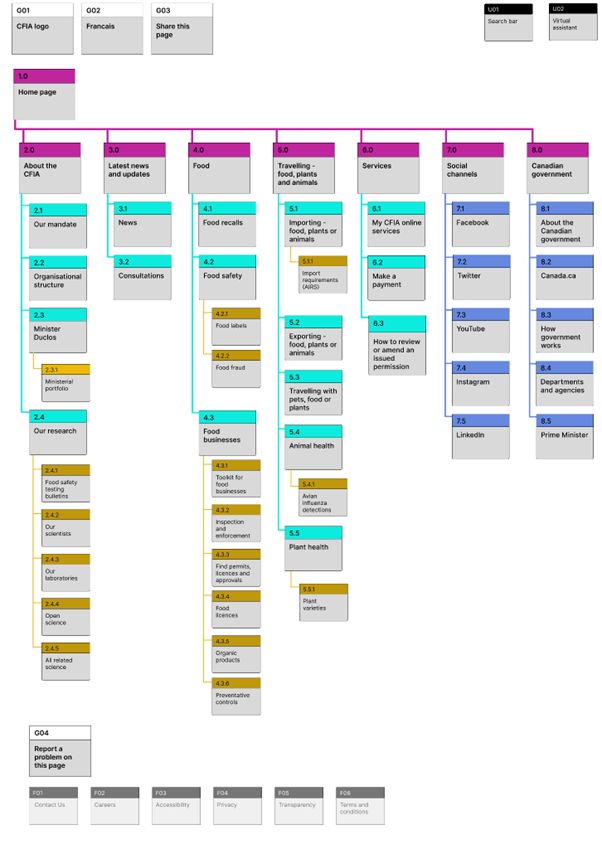 G01
CFIA logo
G02
Francais
G03
Share this
page
U01
Search bar
U02
Virtual
assistant
1.0
Home page
2.0
About the
CFIA
2.1
Our mandate
2.2
Organisational
structure
2.3
Minister
Duclos
2.3.1
Ministerial
portfolio
2.4
Our research
2.4.1
Food safety
testing
bulletins
2.4.2
Our
scientists
2.4.3
Our
laboratories
2.4.4
Open
science
2.4.5
All related
science
3.0
Latest news
and updates
3.1
News
3.2
Consultations
4.0
Food
4.1
Food recalls
4.2
Food safety
4.2.1
Food labels
4.2.2
Food fraud
4.3
Food
businesses
4.3.1
Toolkit for
food
businesses
4.3.2
Inspection
and
enforcement
4.3.3
Find permits,
licences and
approvals
4.3.4
Food
licences
4.3.5
Organic
products
4.3.6
Preventative
controls
5.0
Travelling -
food, plants
and animals
5.1
Importing -
food, plants or
animals
5.1.1
Import
requirements
(AIRS)
5.2
Exporting -
food, plants or
animals
5.3
Travelling with
pets, food or
plants
5.4
Animal health
5.4.1
Avian
influenza
detections
5.5
Plant health
5.5.1
Plant
varieties
6.0
Services
6.1
My CFIA online
services
6.2
Make a
payment
6.3
How to review
or amend an
issued
permission
7.0
Social
channels
7.1
Facebook
7.2
Twitter
7.3
YouTube
7.4
Instagram
7.5
LinkedIn
8.0
Canadian
government
8.1
About the
Canadian
government
8.2
Canada.ca
8.3
How
government
works
8.4
Departments
and agencies
8.5
Prime Minister
G04
Report a
problem on
this page
F01
Contact Us
F02
Careers
F03
Accessibility
F04
Privacy
F05
Transparency
F06
Terms and
conditions